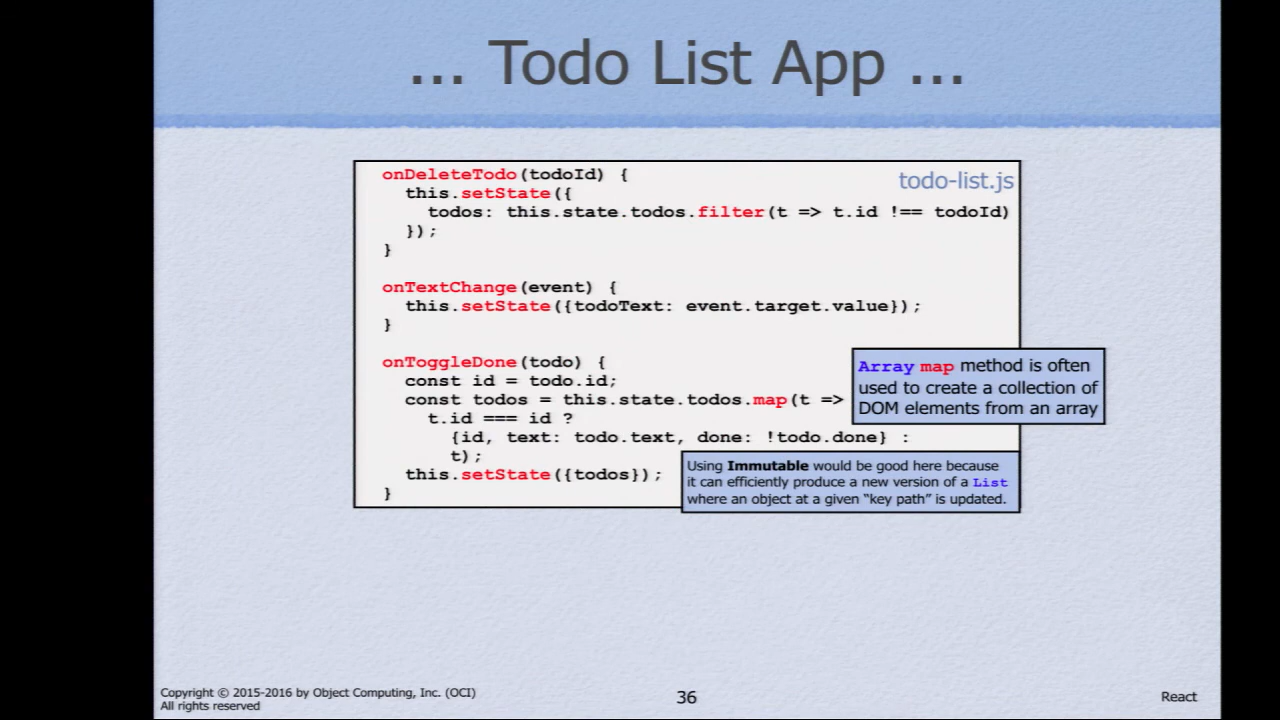 ... Todo List App ...
todo-list.js
onDeleteTodo(todoId) {
this.setState({
todos: this.state.todos.filter(t => t.id !== todoId)
});
}
onTextChange(event) {
this.setState({todoText: event.target.value});
}
onToggleDone(todo) {
const id = todo.id;
const todos = this.state.todos.map(t =>
t.id === id ?
{id, text: todo.text, done: !todo.done} :
t);
this.setState({todos});
}
Array map method is often
used to create a collection of
DOM elements from an array
Using Immutable would be good here because
it can efficiently produce a new version of a List
where an object at a given “key path” is updated.
Copyright © 2015-2016 by Object Computing, Inc. (OCI)
All rights reserved
36
React